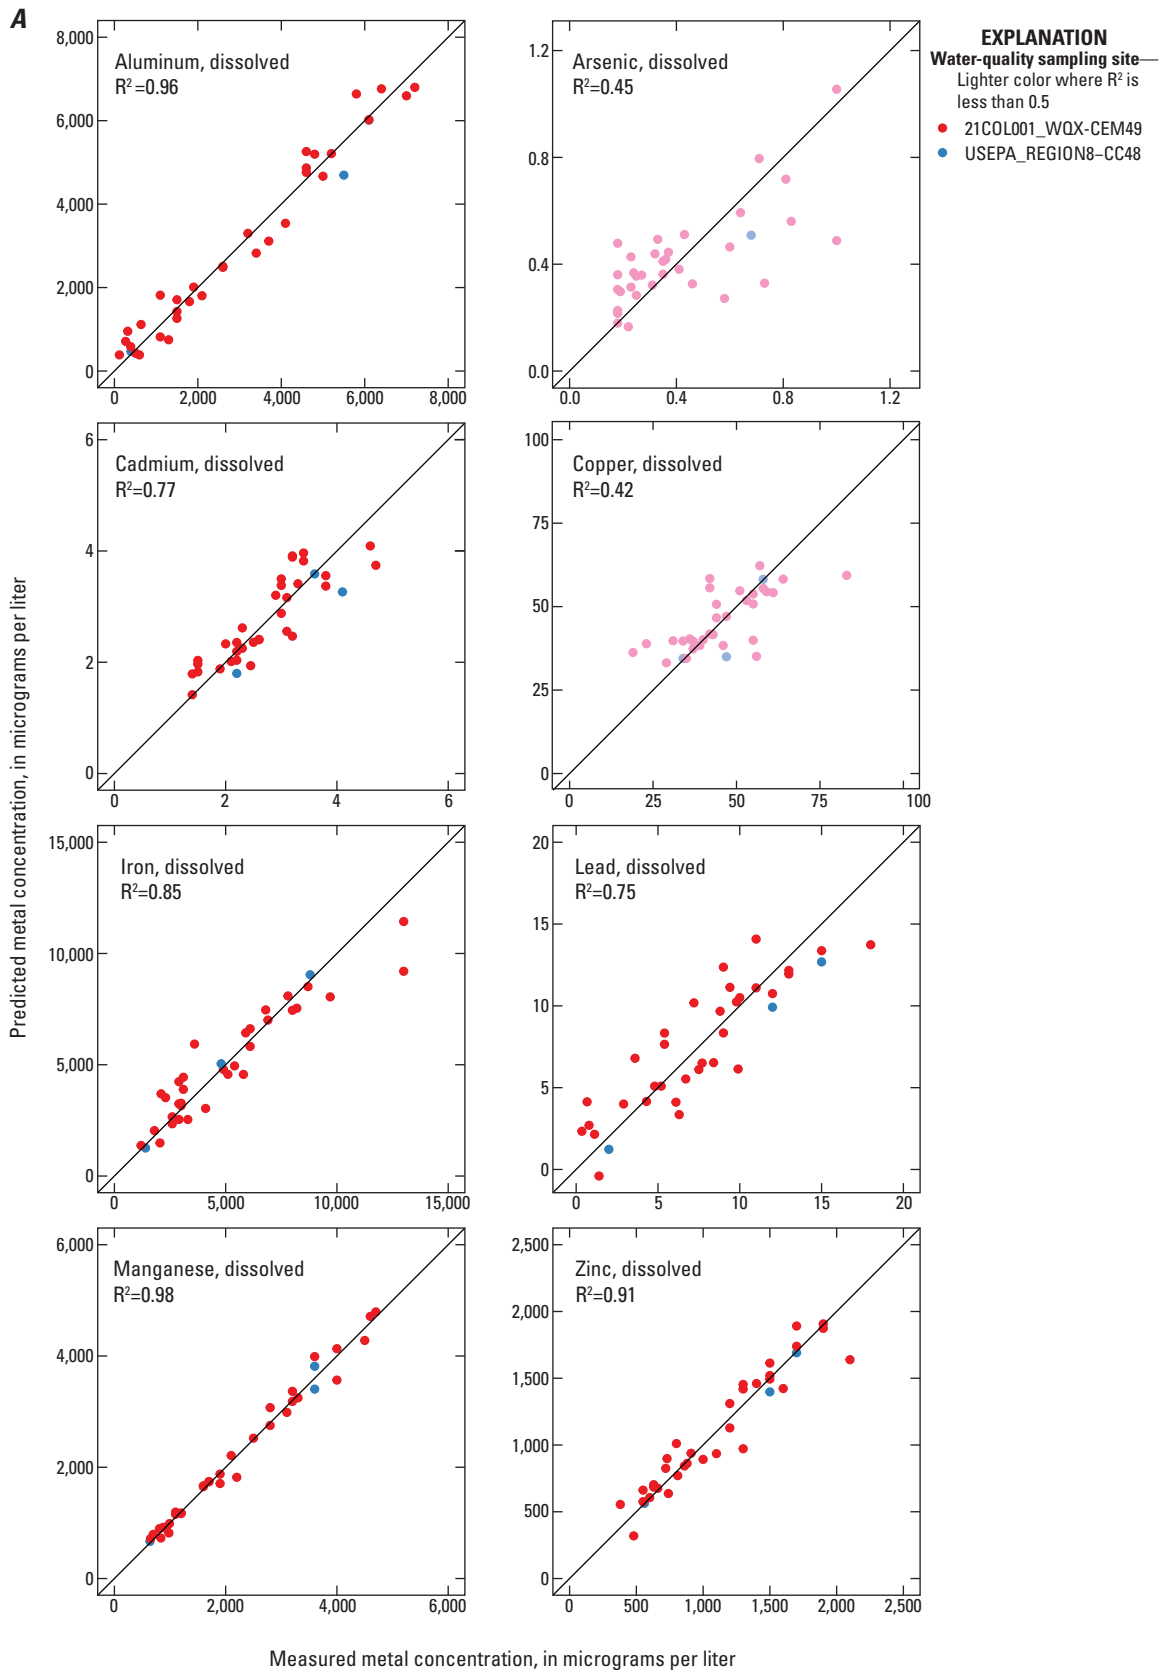 A
EXPLANATION
Water-quality sampling site—
Lighter color where R² is
less than 0.5
21COL001_WQX-CEM49
USEPA_REGION8–CC48
Predicted metal concentration, in micrograms per liter
Aluminum, dissolved
R²=0.96
8,000
6,000
4,000
2,000
0
0 2,000 4,000 6,000 8,000
Arsenic, dissolved
R²=0.45
1.2
0.8
0.4
0.0
0.0 0.4 0.8 1.2
Cadmium, dissolved
R²=0.77
6
4
2
0
0 2 4 6
Copper, dissolved
R²=0.42
100
75
50
25
0
0 25 50 75 100
Iron, dissolved
R²=0.85
15,000
10,000
5,000
0
0 5,000 10,000 15,000
Lead, dissolved
R²=0.75
20
15
10
5
0
0 5 10 15 20
Manganese, dissolved
R²=0.98
6,000
4,000
2,000
0
0 2,000 4,000 6,000
Zinc, dissolved
R²=0.91
2,500
2,000
1,500
1,000
500
0
0 500 1,000 1,500 2,000 2,500
Measured metal concentration, in micrograms per liter